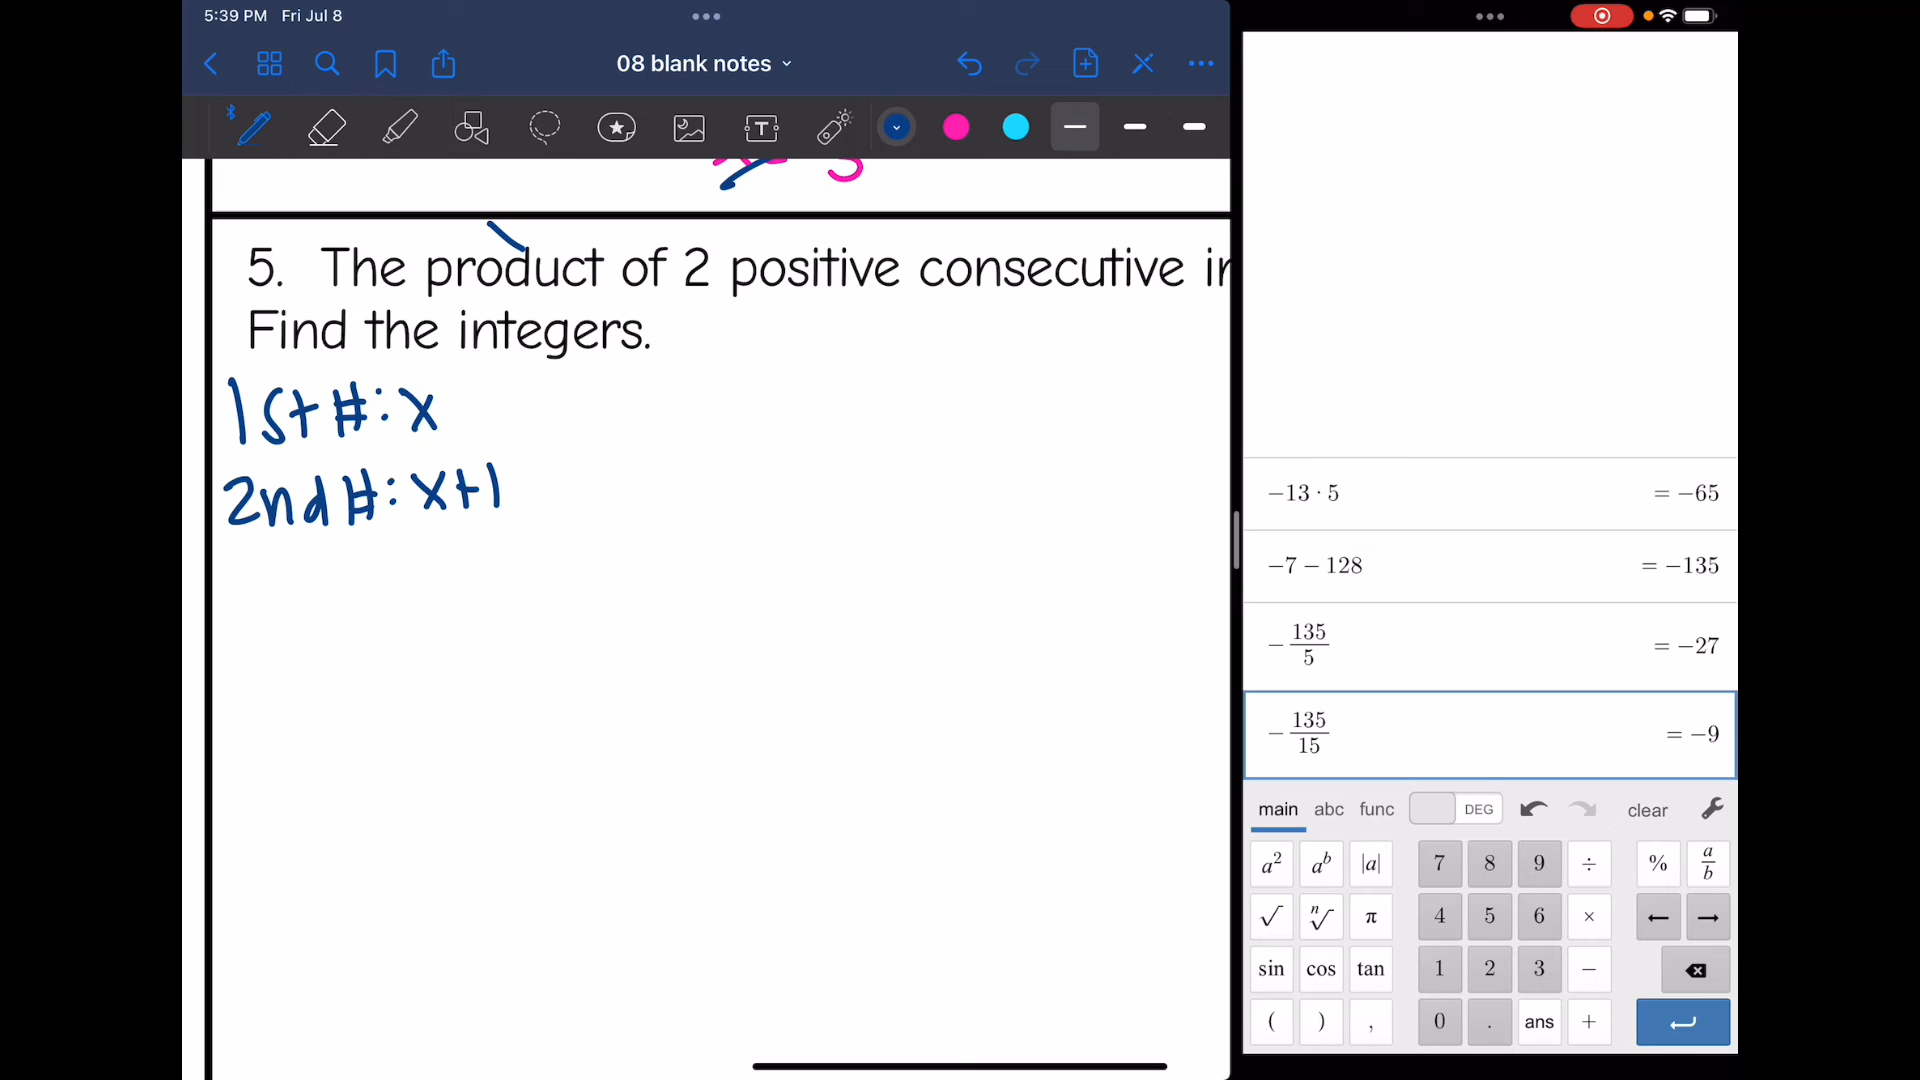 5:39 PM Fri Jul 8
08 blank notes
5. The product of 2 positive consecutive
Find the integers.
1st #: x
2nd #: x+1
−13 · 5 = −65
−7 − 128 = −135
−135/5 = −27
−135/15 = −9
main abc func DEG clear
a² aᵇ |a| 7 8 9 ÷ % a/b
√ ⁿ√ π 4 5 6 × ← →
sin cos tan 1 2 3 −
( ) , 0 . ans +